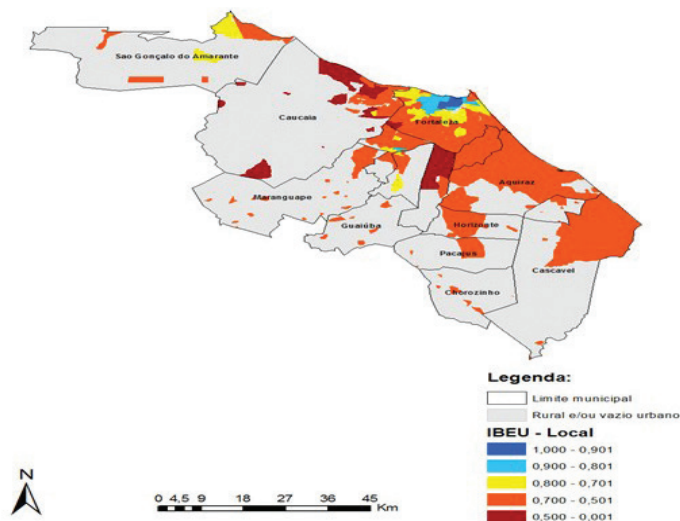 Sao Gonçalo do Amarante
Caucaia
Fortaleza
Maranguape
Aquiraz
Guaiúba
Horizonte
Pacajus
Cascavel
Chorozinho
Legenda:
Limite municipal
Rural e/ou vazio urbano
IBEU - Local
1,000 - 0,901
0,900 - 0,801
0,800 - 0,701
0,700 - 0,501
0,500 - 0,001
N
0 4,5 9 18 27 36 45
Km